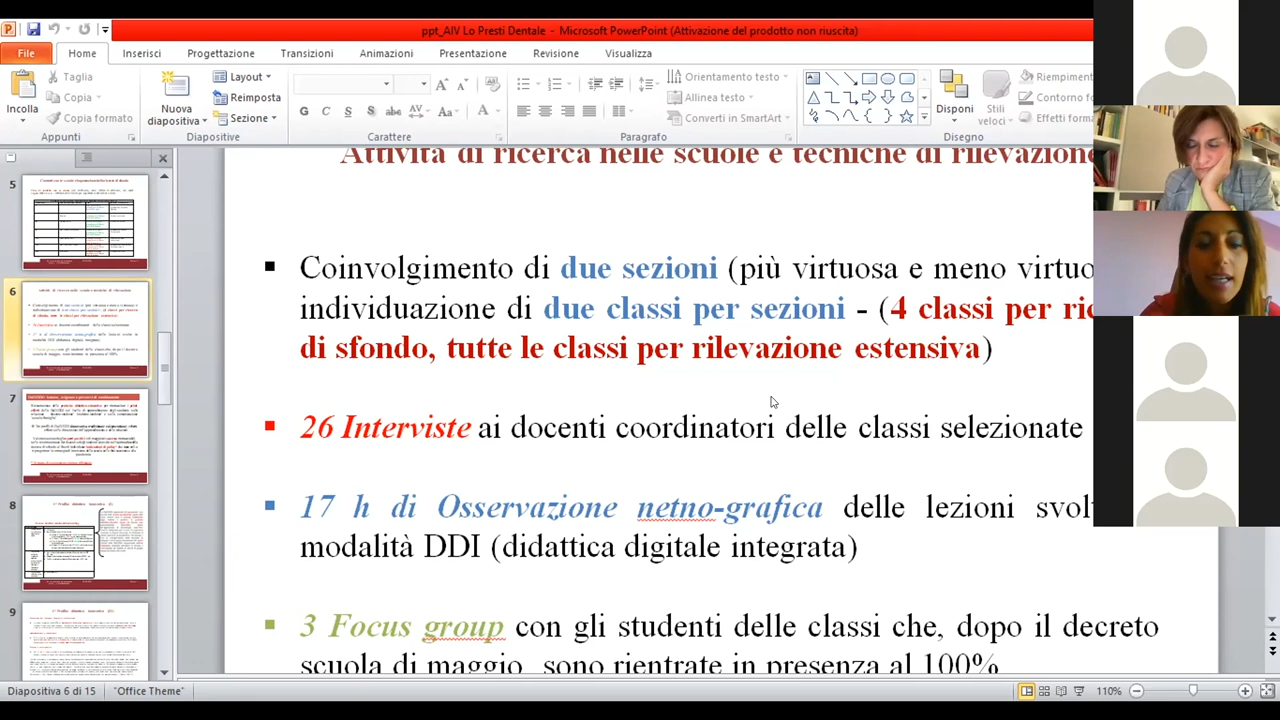 ppt_AIV Lo Presti Dentale - Microsoft PowerPoint (Attivazione del prodotto non riuscita)
File Home Inserisci Progettazione Transizioni Animazioni Presentazione Revisione Visualizza
Incolla
Taglia
Copia
Copia formato
Appunti
Nuova diapositiva
Layout
Reimposta
Sezione
Diapositive
Carattere
Paragrafo
Orientamento testo
Allinea testo
Converti in SmartArt
Disponi
Stili veloci
Riempimen
Contorno fo
Effetti form
Disegno
5
6
7
8
9
Attività di ricerca nelle scuole e tecniche di rilevazion
Coinvolgimento di due sezioni (più virtuosa e meno virtuo
individuazione di due classi per sezioni - (4 classi per ric
di sfondo, tutte le classi per rilevazione estensiva)
26 Interviste ai docenti coordinatori delle classi selezionate
17 h di Osservazione netno-grafica delle lezioni svol
modalità DDI (didattica digitale integrata)
3 Focus group con gli studenti delle classi che, dopo il decreto
scuola di maggio, sono rientrate in presenza al 100%
Diapositiva 6 di 15 "Office Theme" 110%